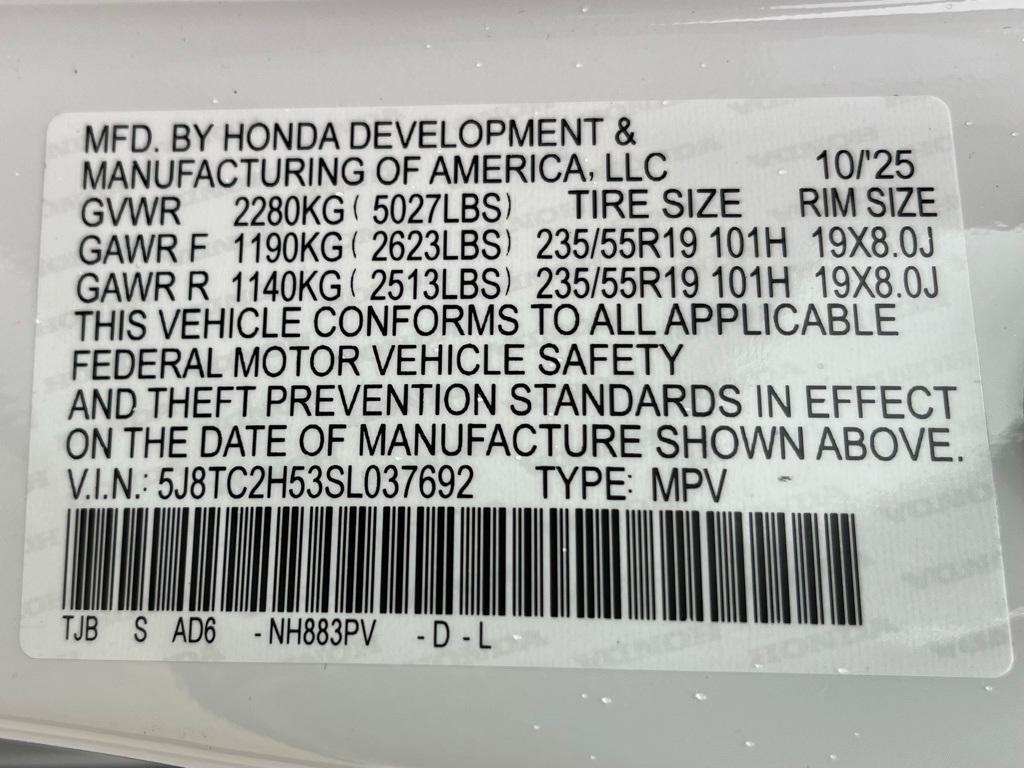 MFD. BY HONDA DEVELOPMENT &
MANUFACTURING OF AMERICA, LLC 10/'25
GVWR 2280KG ( 5027LBS) TIRE SIZE RIM SIZE
GAWR F 1190KG ( 2623LBS) 235/55R19 101H 19X8.0J
GAWR R 1140KG ( 2513LBS) 235/55R19 101H 19X8.0J
THIS VEHICLE CONFORMS TO ALL APPLICABLE
FEDERAL MOTOR VEHICLE SAFETY
AND THEFT PREVENTION STANDARDS IN EFFECT
ON THE DATE OF MANUFACTURE SHOWN ABOVE.
V.I.N.: 5J8TC2H53SL037692 TYPE: MPV
TJB S AD6 -NH883PV -D-L